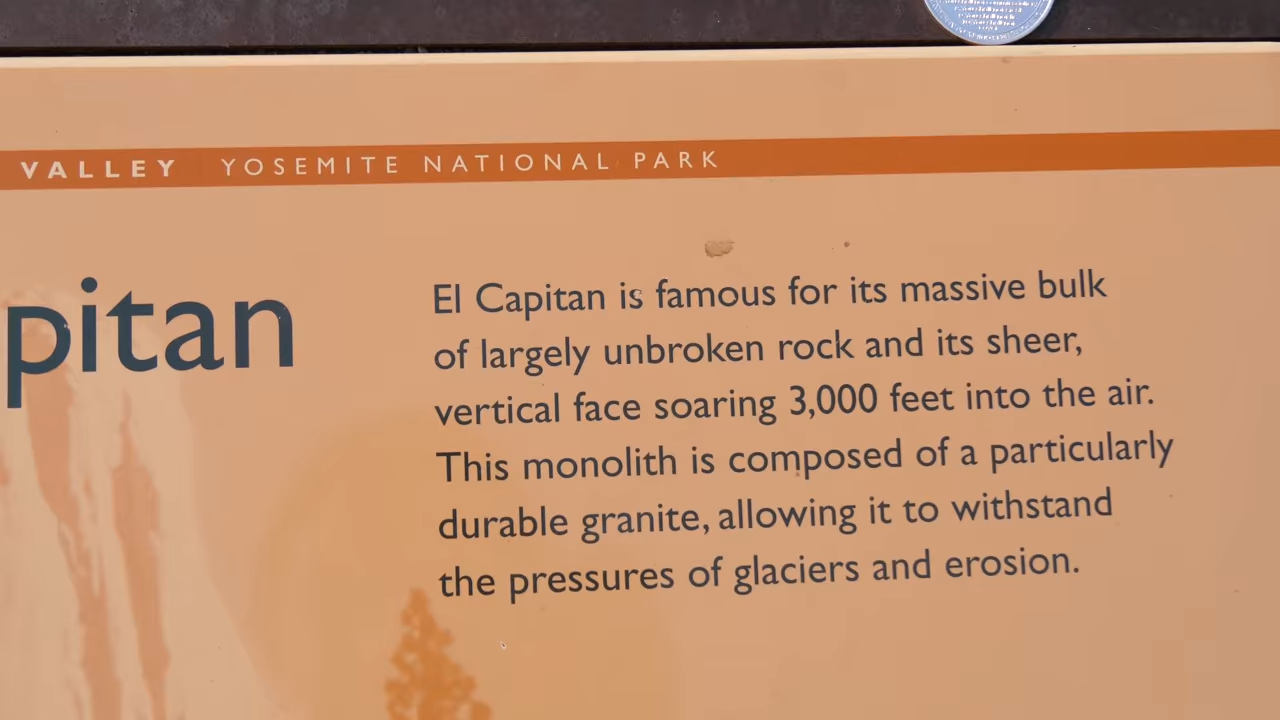 VALLEY YOSEMITE NATIONAL PARK
pitan
El Capitan is famous for its massive bulk
of largely unbroken rock and its sheer,
vertical face soaring 3,000 feet into the air.
This monolith is composed of a particularly
durable granite, allowing it to withstand
the pressures of glaciers and erosion.